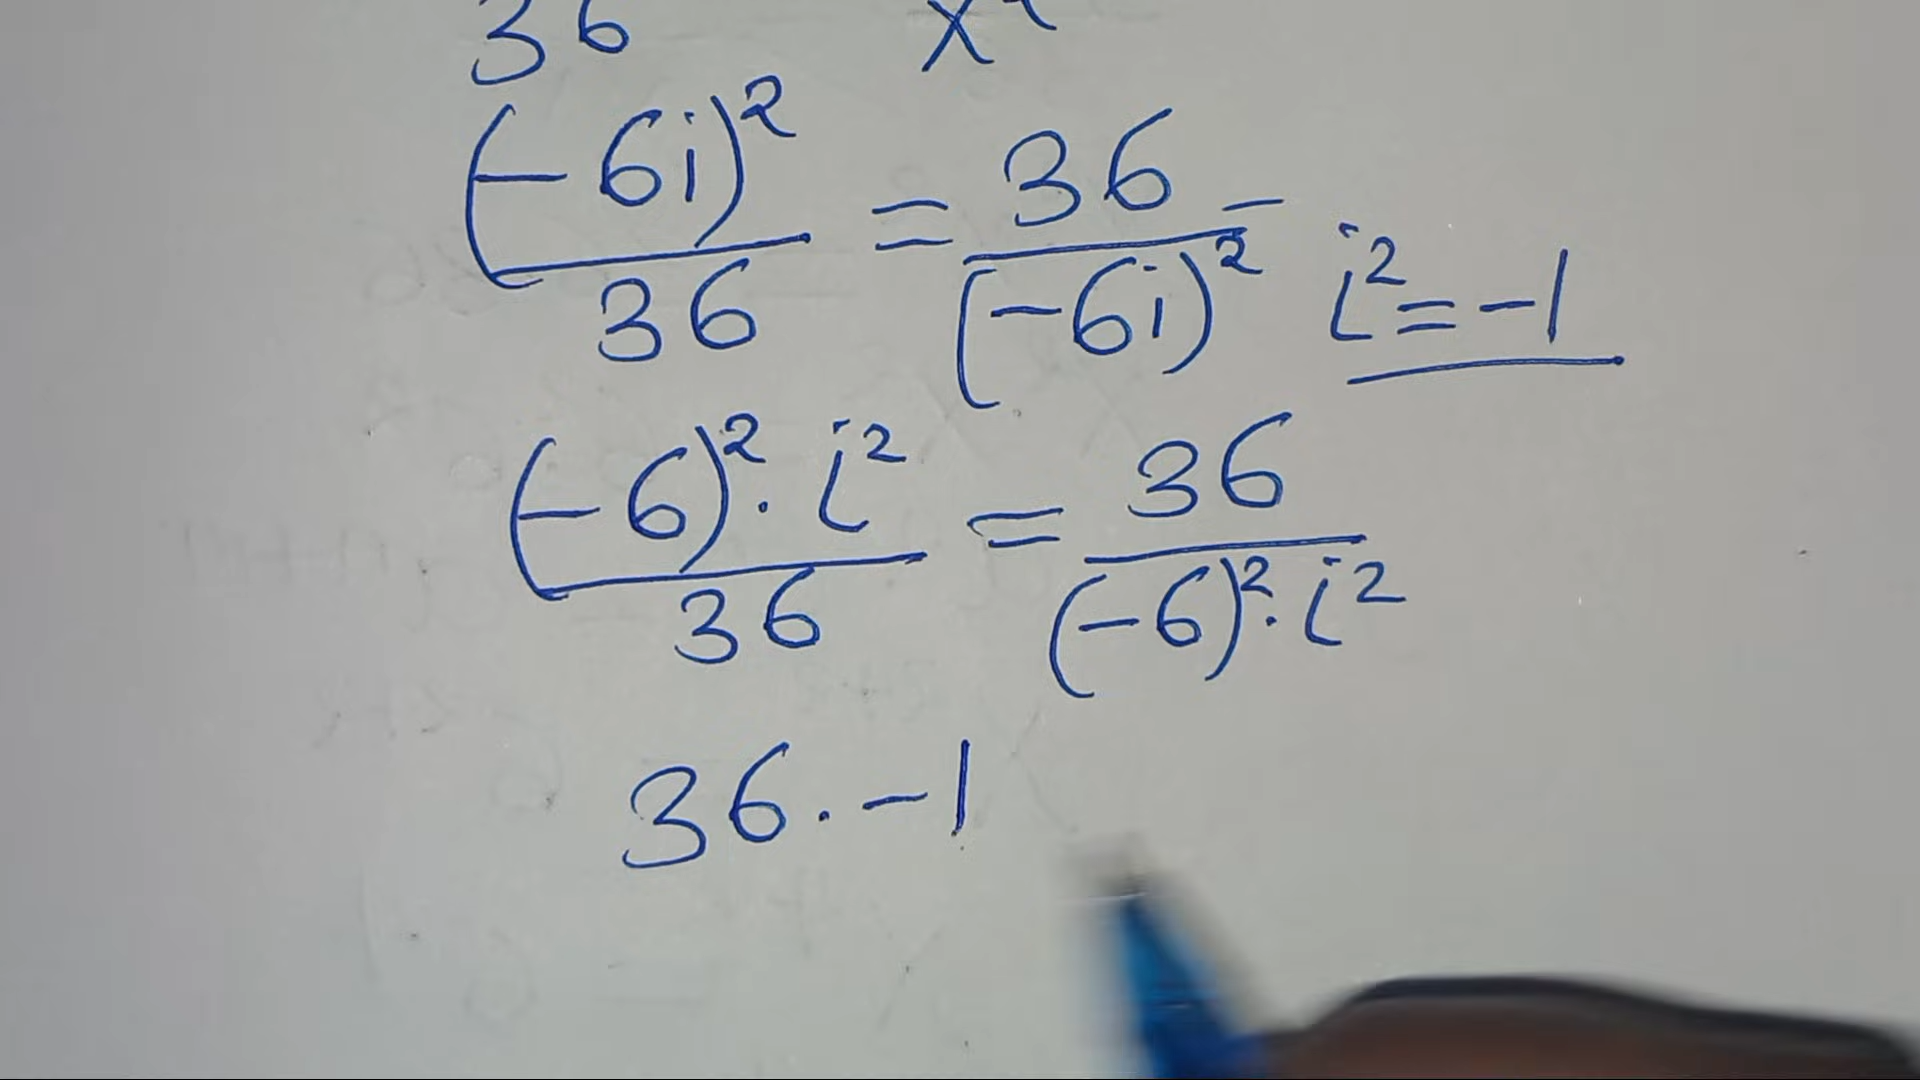 36 x²
(-6i)²/36 = 36/(-6i)² i² = -1
(-6)² · i²/36 = 36/(-6)² · i²
36 · -1